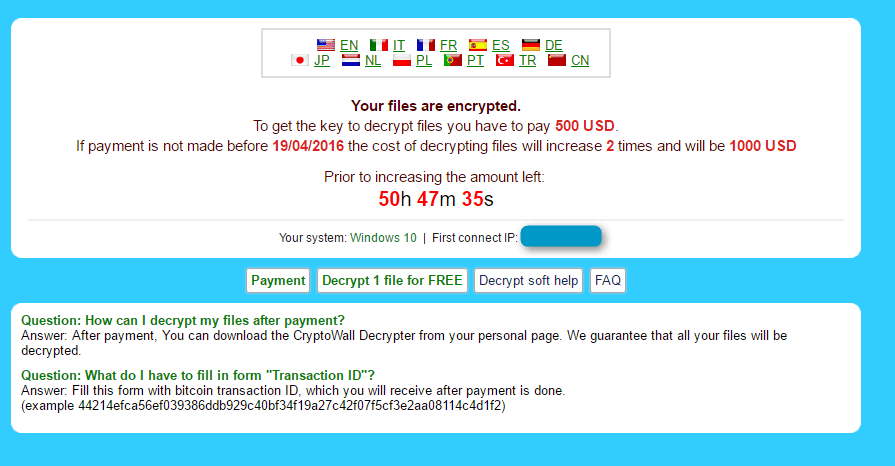 EN IT FR ES DE
JP NL PL PT TR CN
Your files are encrypted.
To get the key to decrypt files you have to pay 500 USD.
If payment is not made before 19/04/2016 the cost of decrypting files will increase 2 times and will be 1000 USD
Prior to increasing the amount left:
50h 47m 35s
Your system: Windows 10 | First connect IP:
Payment Decrypt 1 file for FREE Decrypt soft help FAQ
Question: How can I decrypt my files after payment?
Answer: After payment, You can download the CryptoWall Decrypter from your personal page. We guarantee that all your files will be
decrypted.
Question: What do I have to fill in form "Transaction ID"?
Answer: Fill this form with bitcoin transaction ID, which you will receive after payment is done.
(example 44214efca56ef039386ddb929c40bf34f19a27c42f07f5cf3e2aa08114c4d1f2)